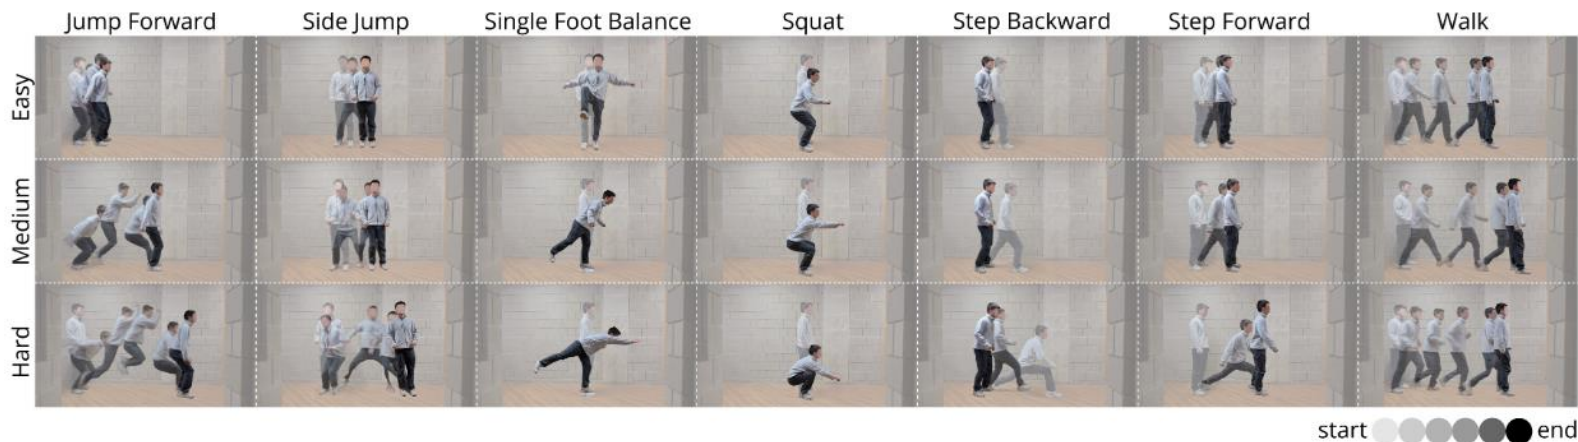 Jump Forward Side Jump Single Foot Balance Squat Step Backward Step Forward Walk
Easy
Medium
Hard
start end